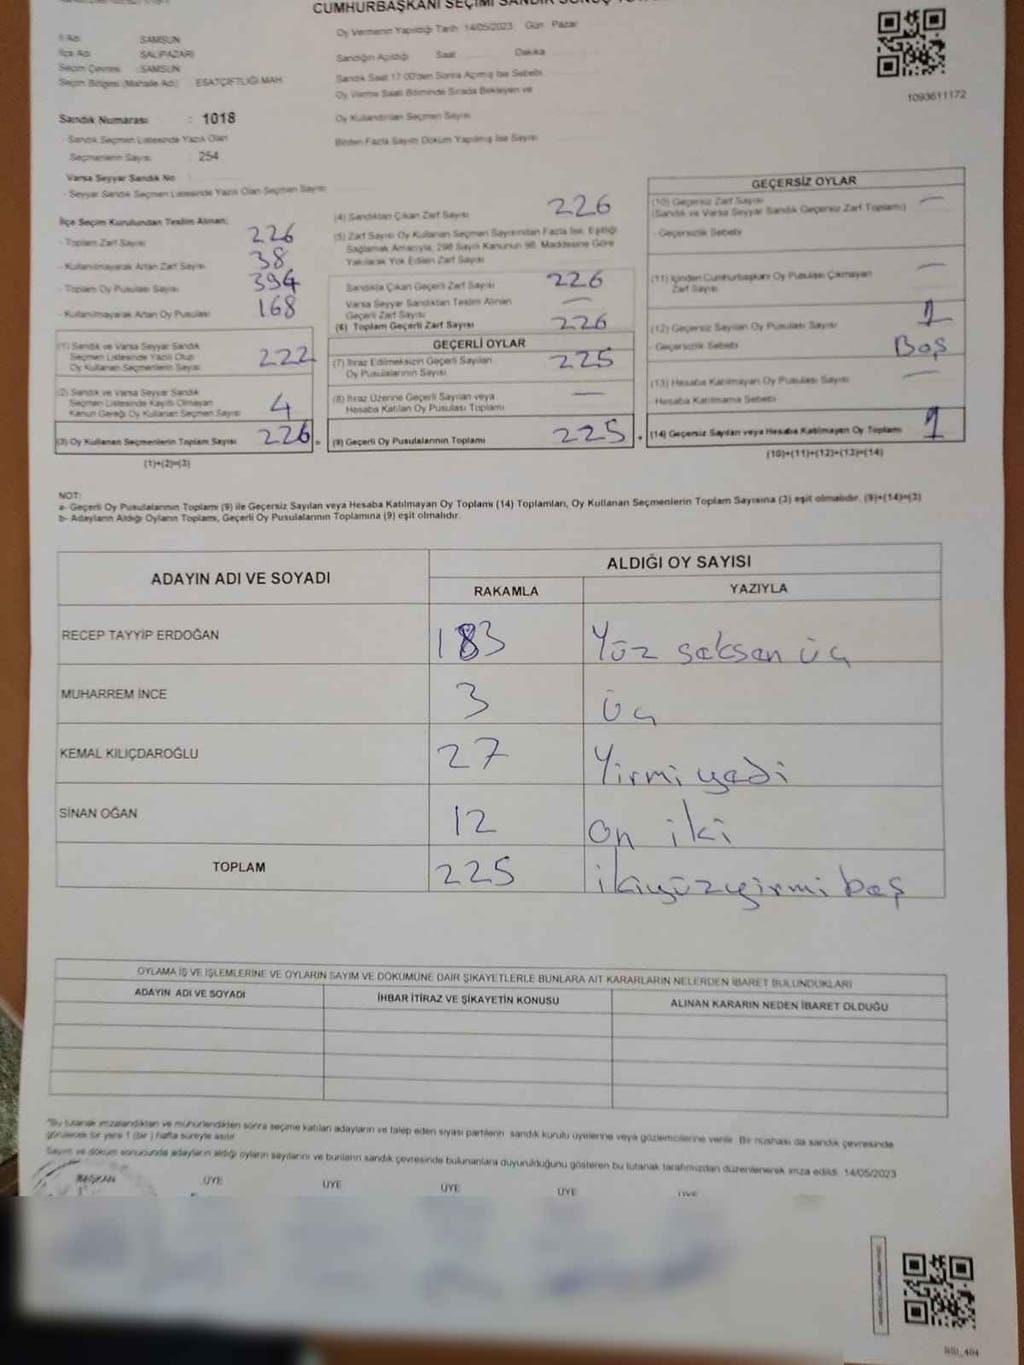 CUMHURBAŞKANI SEÇİMİ SANDIK SONUÇ
Oy Vermenin Yapıldığı Tarih 14/05/2023 Gün Pazar
İl Adı SAMSUN
İlçe Adı SALIPAZARI
Seçim Çevresi SAMSUN
Seçim Bölgesi (Mahalle Adı) ESATÇİFTLİĞİ MAH
Sandığın Açıldığı Saat Dakika
Sandık Saat 17:00'den Sonra Açılmış İse Sebebi
Oy Verme Saati Bitiminde Sırada Bekleyen ve
Oy Kullandırılan Seçmen Sayısı
Birden Fazla Sayım Döküm Yapılmış İse Sayısı
1093611172
Sandık Numarası : 1018
- Sandık Seçmen Listesinde Yazılı Olan
Seçmenlerin Sayısı : 254
Varsa Seyyar Sandık No
- Seyyar Sandık Seçmen Listesinde Yazılı Olan Seçmen Sayısı
İlçe Seçim Kurulundan Teslim Alınan;
- Toplam Zarf Sayısı 226
- Kullanılmayarak Artan Zarf Sayısı 38
- Toplam Oy Pusulası Sayısı 394
- Kullanılmayarak Artan Oy Pusulası 168
(1) Sandık ve Varsa Seyyar Sandık
Seçmen Listesinde Yazılı Olup
Oy Kullanan Seçmenlerin Sayısı 222
(2) Sandık ve Varsa Seyyar Sandık
Seçmen Listesinde Kayıtlı Olmayan
Kanun Gereği Oy Kullanan Seçmen Sayısı 4
(3) Oy Kullanan Seçmenlerin Toplam Sayısı 226 =
(1)+(2)=(3)
(4) Sandıktan Çıkan Zarf Sayısı 226
(5) Zarf Sayısı Oy Kullanan Seçmen Sayısından Fazla İse, Eşitliği
Sağlamak Amacıyla, 298 Sayılı Kanunun 98. Maddesine Göre
Yakılarak Yok Edilen Zarf Sayısı
Sandıkta Çıkan Geçerli Zarf Sayısı 226
Varsa Seyyar Sandıktan Teslim Alınan
Geçerli Zarf Sayısı —
(6) Toplam Geçerli Zarf Sayısı 226
GEÇERLİ OYLAR
(7) İtiraz Edilmeksizin Geçerli Sayılan
Oy Pusulalarının Sayısı 225
(8) İtiraz Üzerine Geçerli Sayılan veya
Hesaba Katılan Oy Pusulası Toplamı —
(9) Geçerli Oy Pusulalarının Toplamı 225 +
GEÇERSİZ OYLAR
(10) Geçersiz Zarf Sayısı —
(Sandık ve Varsa Seyyar Sandık Geçersiz Zarf Toplamı)
- Geçersizlik Sebebi
(11) İçinden Cumhurbaşkanı Oy Pusulası Çıkmayan —
Zarf Sayısı
(12) Geçersiz Sayılan Oy Pusulası Sayısı 1
- Geçersizlik Sebebi Boş
(13) Hesaba Katılmayan Oy Pusulası Sayısı —
- Hesaba Katılmama Sebebi
(14) Geçersiz Sayılan veya Hesaba Katılmayan Oy Toplamı 1
(10)+(11)+(12)+(13)=(14)
NOT:
a- Geçerli Oy Pusulalarının Toplamı (9) ile Geçersiz Sayılan veya Hesaba Katılmayan Oy Toplamı (14) Toplamları, Oy Kullanan Seçmenlerin Toplam Sayısına (3) eşit olmalıdır. (9)+(14)=(3)
b- Adayların Aldığı Oyların Toplamı, Geçerli Oy Pusulalarının Toplamına (9) eşit olmalıdır.
ADAYIN ADI VE SOYADI
ALDIĞI OY SAYISI
RAKAMLA YAZIYLA
RECEP TAYYİP ERDOĞAN 183 Yüz seksen üç
MUHARREM İNCE 3 üç
KEMAL KILIÇDAROĞLU 27 Yirmi yedi
SİNAN OĞAN 12 on iki
TOPLAM 225 ikiyüzyirmi beş
OYLAMA İŞ VE İŞLEMLERİNE VE OYLARIN SAYIM VE DÖKÜMÜNE DAİR ŞİKAYETLERLE BUNLARA AİT KARARLARIN NELERDEN İBARET BULUNDUKLARI
ADAYIN ADI VE SOYADI İHBAR İTİRAZ VE ŞİKAYETİN KONUSU ALINAN KARARIN NEDEN İBARET OLDUĞU
*Bu tutanak imzalandıktan ve mühürlendikten sonra seçime katılan adayların ve talep eden siyasi partilerin sandık kurulu üyelerine veya gözlemcilerine verilir. Bir nüshası da sandık çevresinde
görülecek bir yere 1 (bir) hafta süreyle asılır.
Sayım ve döküm sonucunda adayların aldığı oyların sayılarını ve bunların sandık çevresinde bulunanlara duyurulduğunu gösteren bu tutanak tarafımızdan düzenlenerek imza edildi. 14/05/2023
BAŞKAN ÜYE ÜYE ÜYE ÜYE ÜYE